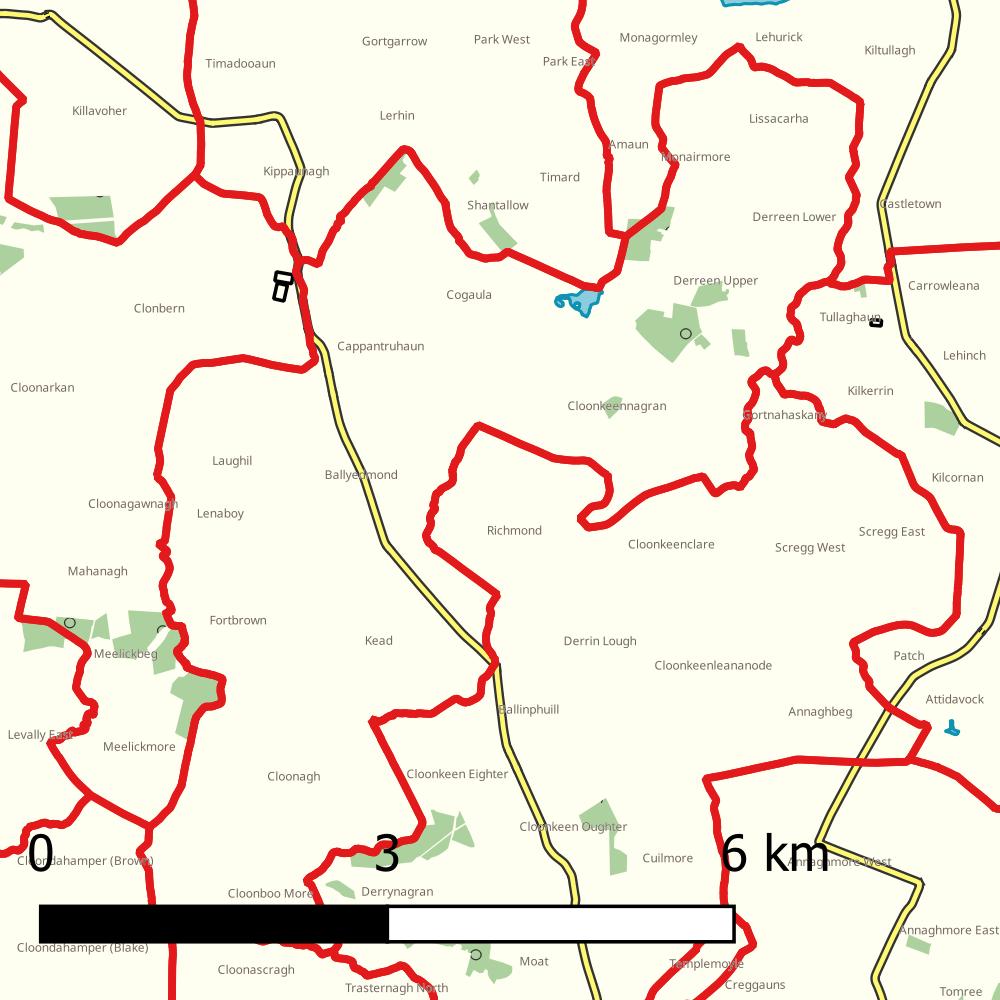 Gortgarrow
Park West
Monagormley
Lehurick
Kiltullagh
Timadooaun
Park East
Killavoher
Lerhin
Lissacarha
Amaun
Monairmore
Kippaunagh
Timard
Shantallow
Castletown
Derreen Lower
Derreen Upper
Carrowleana
Cogaula
Clonbern
Tullaghaun
Cappantruhaun
Lehinch
Cloonarkan
Kilkerrin
Cloonkeennagran
Gortnahaskany
Laughil
Ballyedmond
Kilcornan
Cloonagawnagh
Lenaboy
Richmond
Scregg East
Cloonkeenclare
Scregg West
Mahanagh
Fortbrown
Kead
Derrin Lough
Meelickbeg
Patch
Cloonkeenleananode
Attidavock
Ballinphuill
Annaghbeg
Levally East
Meelickmore
Cloonagh
Cloonkeen Eighter
Cloonkeen Oughter
0 3 6 km
Cuilmore
Cloondahamper (Brown)
Annaghmore West
Cloonboo More
Derrynagran
Annaghmore East
Cloondahamper (Blake)
Moat
Templemoyle
Cloonascragh
Trasternagh North
Creggauns
Tomree